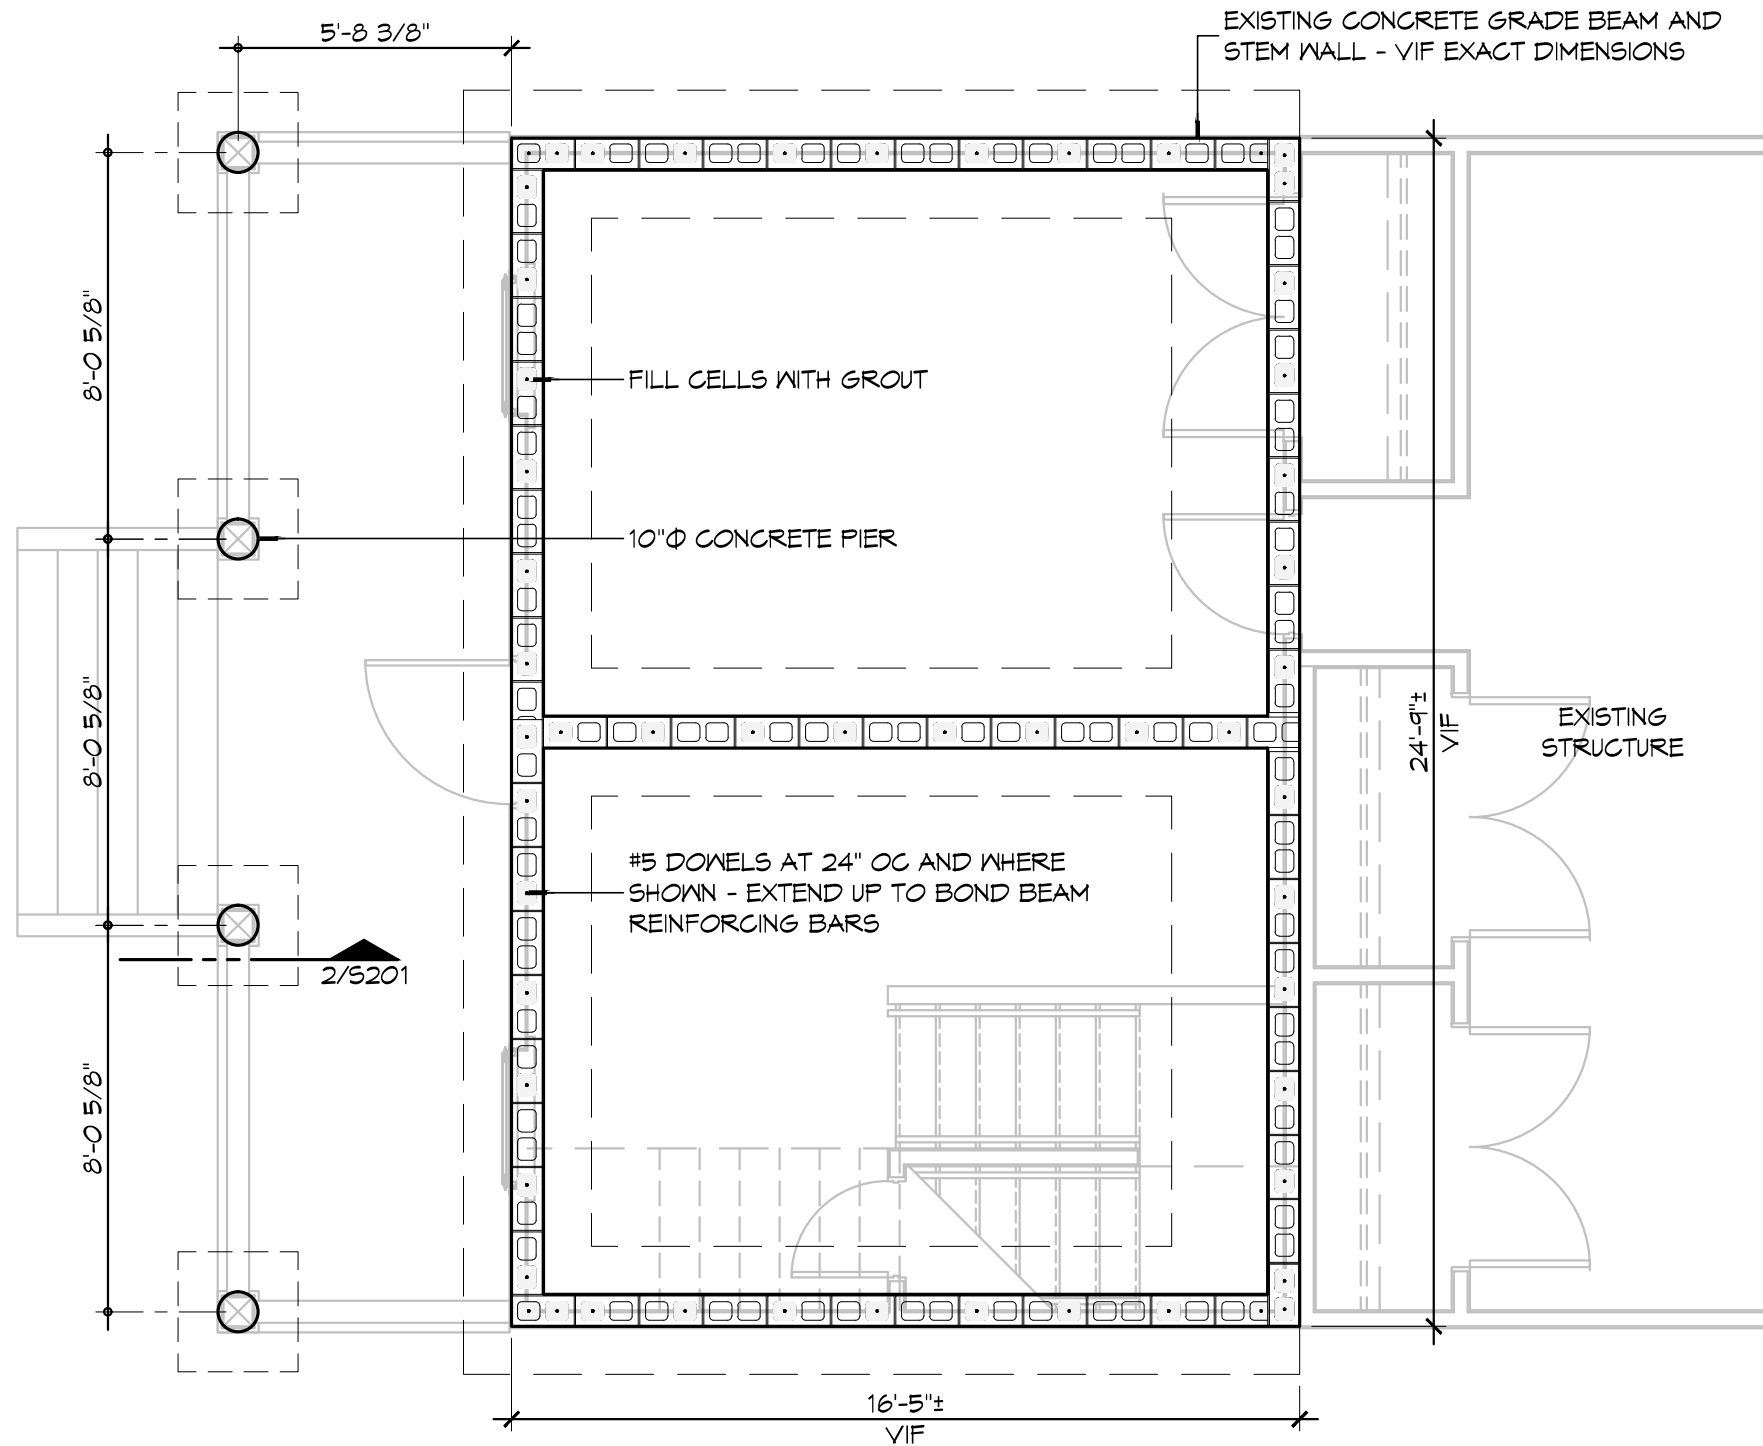 5'-8 3/8"
EXISTING CONCRETE GRADE BEAM AND
STEM WALL - VIF EXACT DIMENSIONS
8'-0 5/8"
FILL CELLS WITH GROUT
10"Φ CONCRETE PIER
8'-0 5/8"
24'-9"±
VIF
EXISTING
STRUCTURE
#5 DOWELS AT 24" OC AND WHERE
SHOWN - EXTEND UP TO BOND BEAM
REINFORCING BARS
2/S201
8'-0 5/8"
16'-5"±
VIF